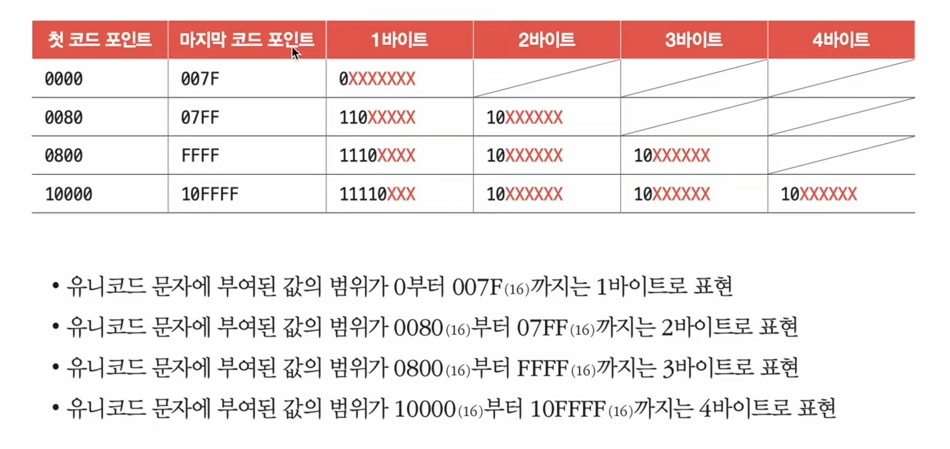 첫 코드 포인트 마지막 코드 포인트 1바이트 2바이트 3바이트 4바이트
0000 007F 0XXXXXXX
0080 07FF 110XXXXX 10XXXXXX
0800 FFFF 1110XXXX 10XXXXXX 10XXXXXX
10000 10FFFF 11110XXX 10XXXXXX 10XXXXXX 10XXXXXX
• 유니코드 문자에 부여된 값의 범위가 0부터 007F(16)까지는 1바이트로 표현
• 유니코드 문자에 부여된 값의 범위가 0080(16)부터 07FF(16)까지는 2바이트로 표현
• 유니코드 문자에 부여된 값의 범위가 0800(16)부터 FFFF(16)까지는 3바이트로 표현
• 유니코드 문자에 부여된 값의 범위가 10000(16)부터 10FFFF(16)까지는 4바이트로 표현